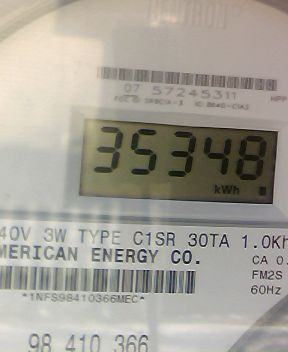 07 57245311
35348
kWh
40V 3W TYPE C1SR 30TA 1.0Kh
MERICAN ENERGY CO.
CA 0.
FM2S
60Hz
*1NFS98410366MEC*
98 410 366